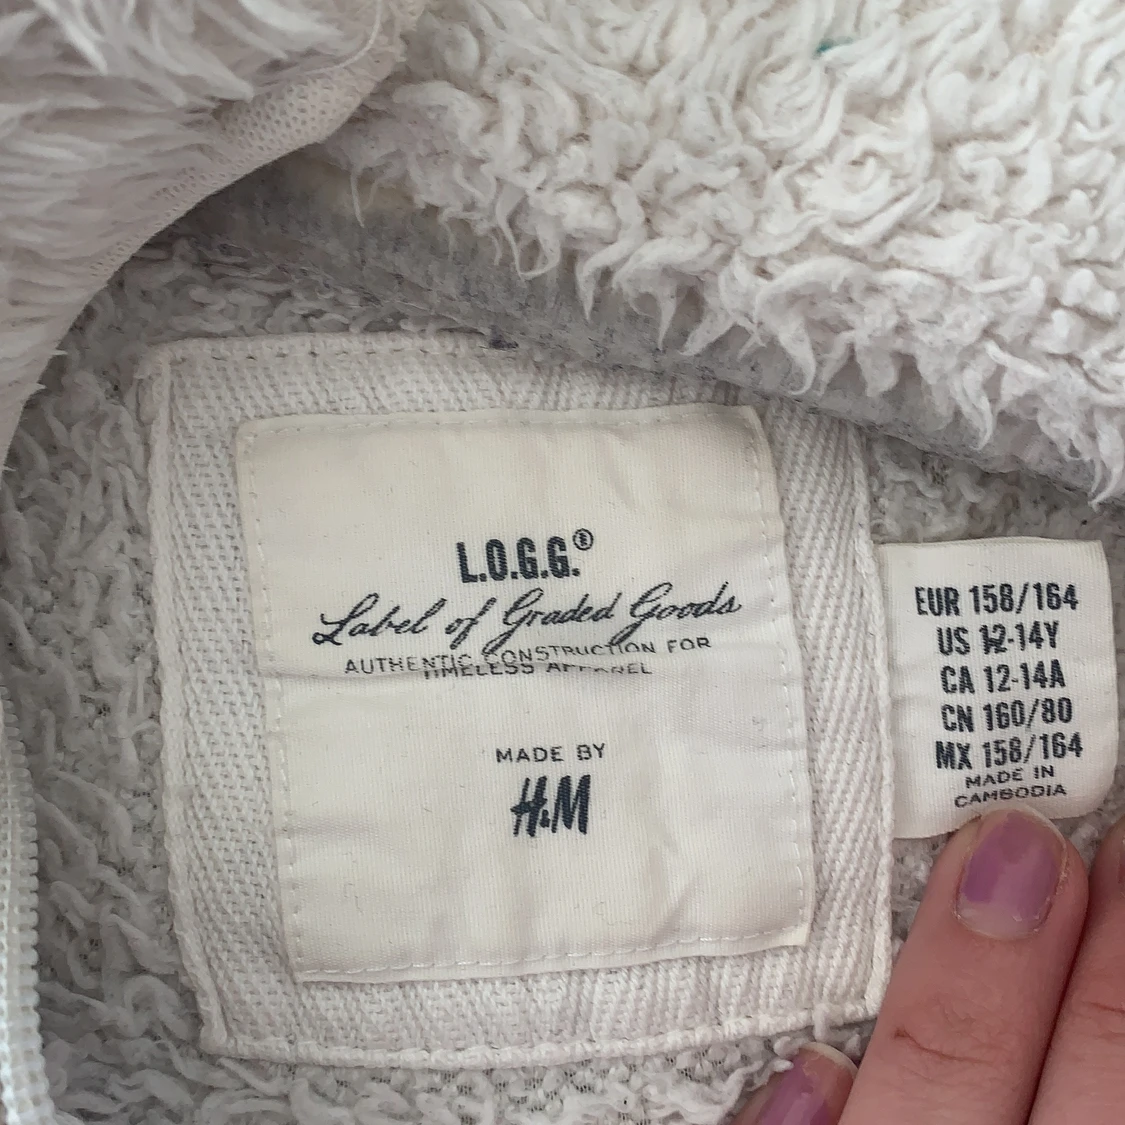 L.O.G.G.®
Label of Graded Goods
AUTHENTIC CONSTRUCTION FOR
TIMELESS APPAREL
MADE BY
H&M
EUR 158/164
US 12-14Y
CA 12-14A
CN 160/80
MX 158/164
MADE IN
CAMBODIA